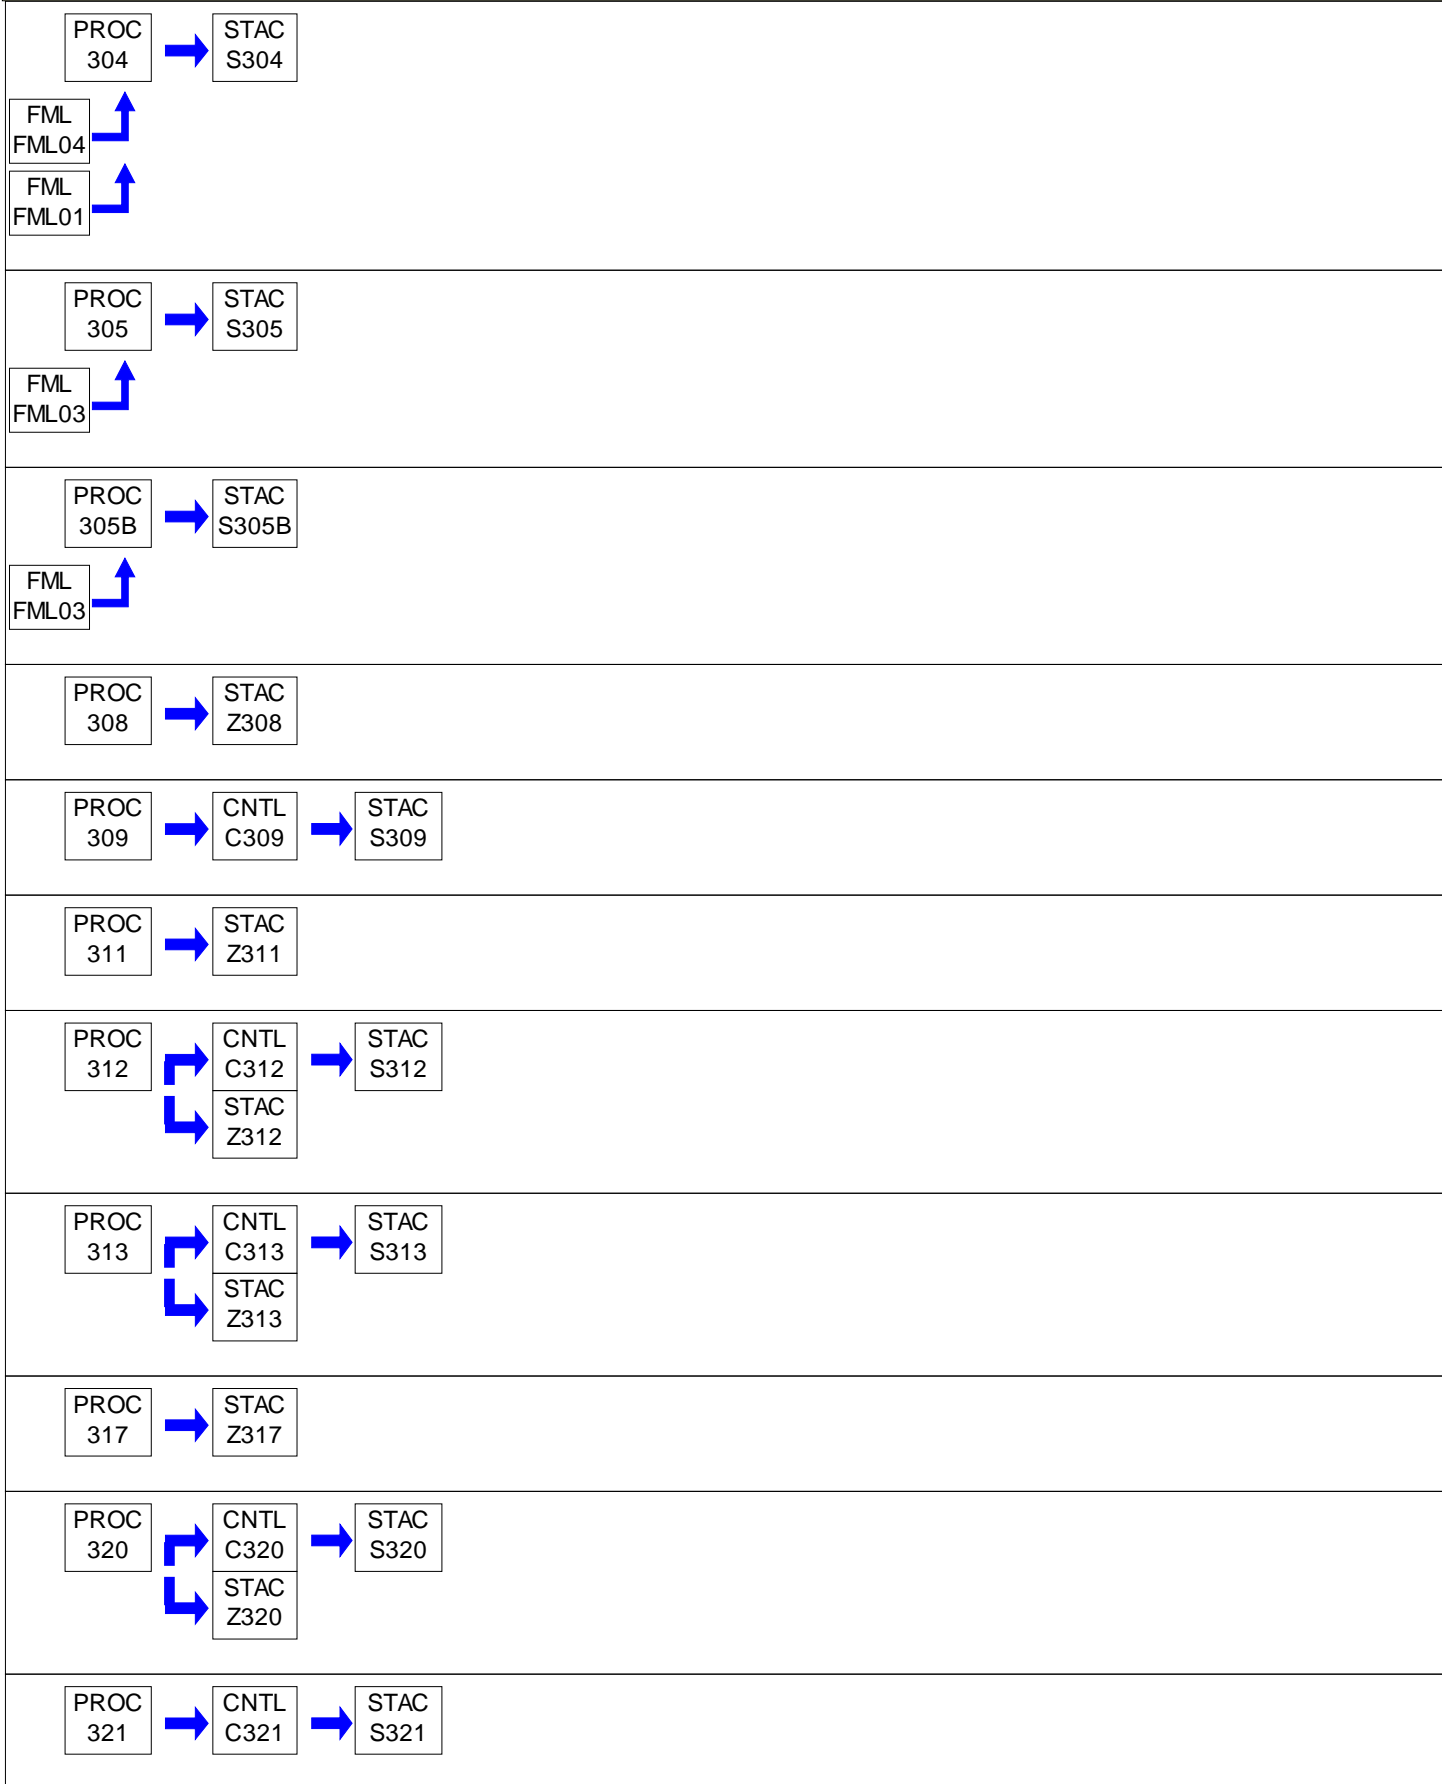 PROC
304
STAC
S304
FML
FML04
FML
FML01
PROC
305
STAC
S305
FML
FML03
PROC
305B
STAC
S305B
FML
FML03
PROC
308
STAC
Z308
PROC
309
CNTL
C309
STAC
S309
PROC
311
STAC
Z311
PROC
312
CNTL
C312
STAC
S312
STAC
Z312
PROC
313
CNTL
C313
STAC
S313
STAC
Z313
PROC
317
STAC
Z317
PROC
320
CNTL
C320
STAC
S320
STAC
Z320
PROC
321
CNTL
C321
STAC
S321